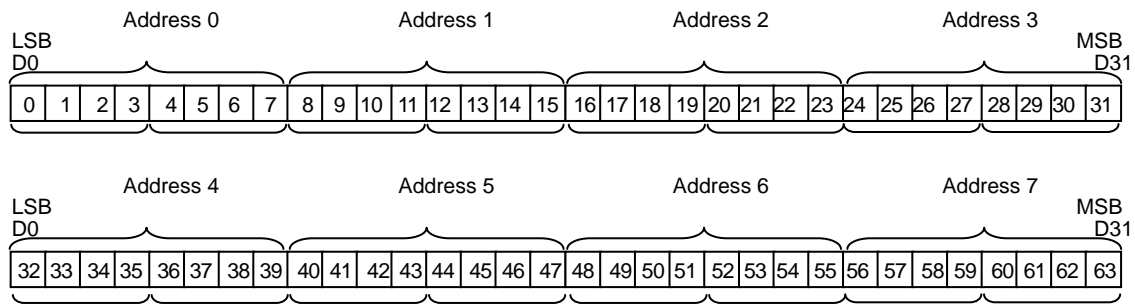 Address 0 Address 1 Address 2 Address 3
LSB MSB
D0 D31
0 1 2 3 4 5 6 7 8 9 10 11 12 13 14 15 16 17 18 19 20 21 22 23 24 25 26 27 28 29 30 31
Address 4 Address 5 Address 6 Address 7
LSB MSB
D0 D31
32 33 34 35 36 37 38 39 40 41 42 43 44 45 46 47 48 49 50 51 52 53 54 55 56 57 58 59 60 61 62 63